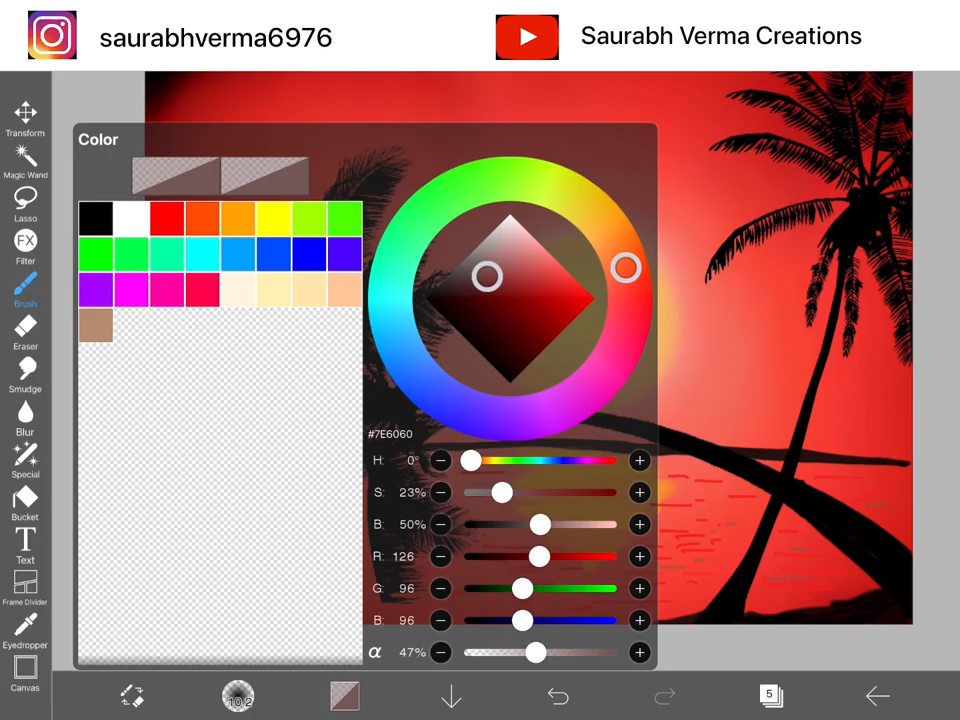 saurabhverma6976
Saurabh Verma Creations
Transform
Magic Wand
Lasso
FX
Filter
Brush
Eraser
Smudge
Blur
Special
Bucket
T
Text
Frame Divider
Eyedropper
Canvas
Color
#7E6060
H: 0°
S: 23%
B: 50%
R: 126
G: 96
B: 96
α 47%
10.2
5